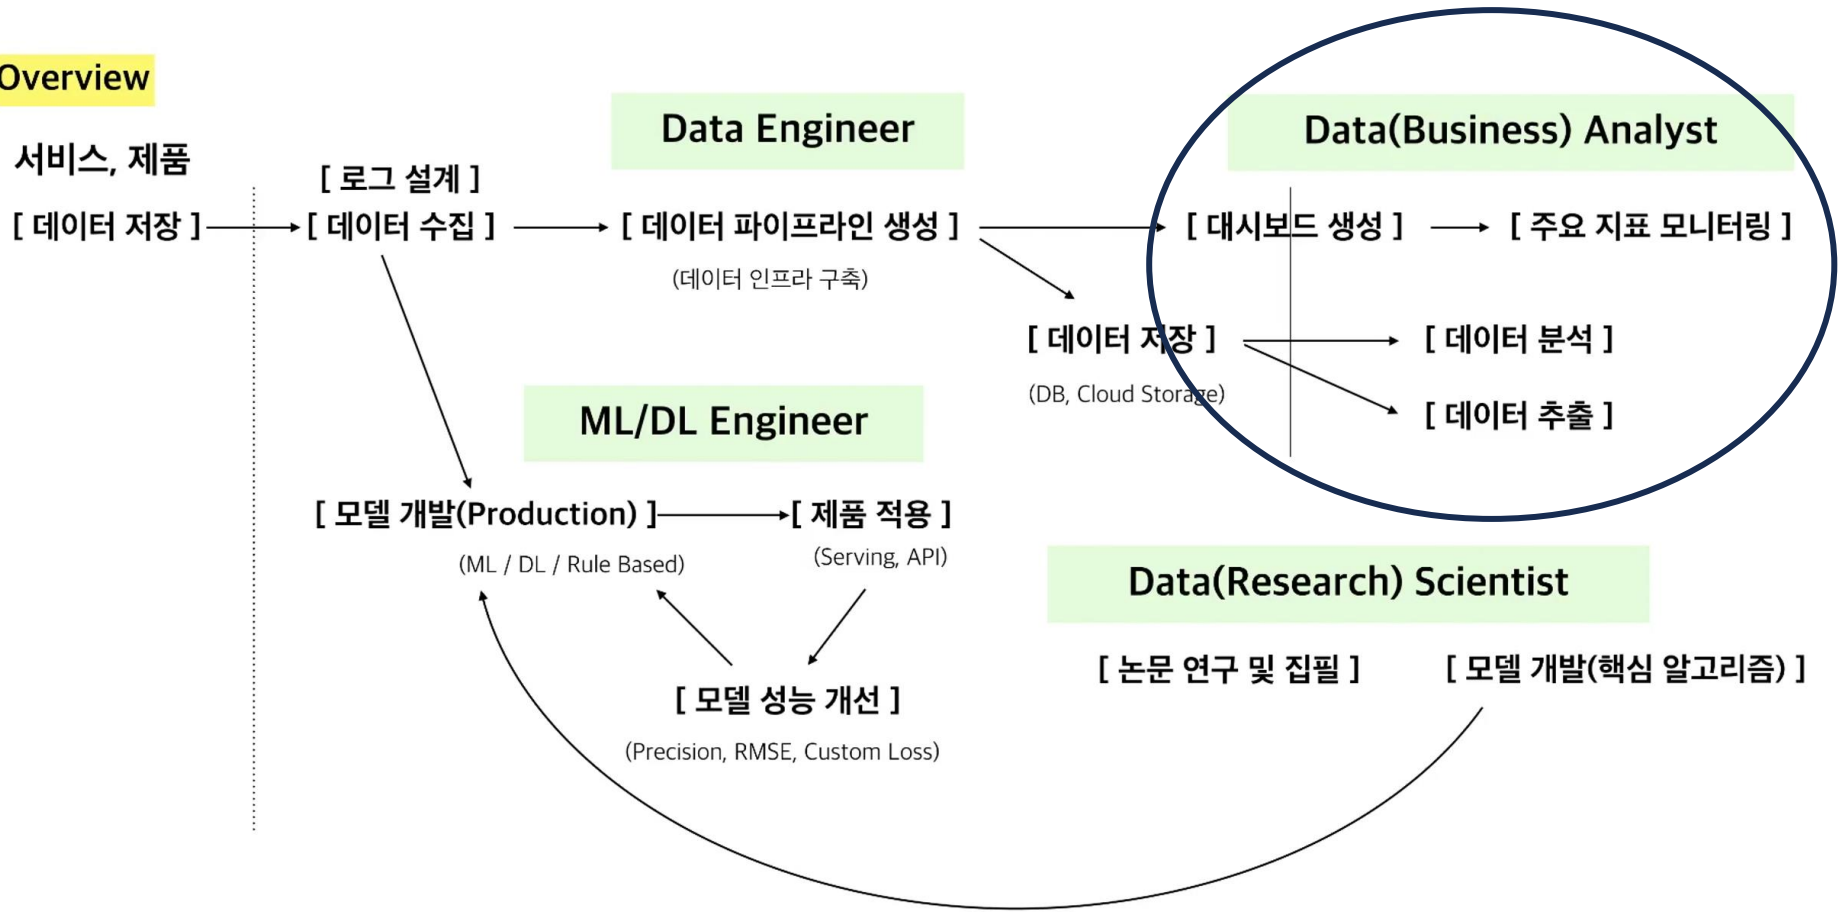 Overview
서비스, 제품
[ 데이터 저장 ]
[ 로그 설계 ]
[ 데이터 수집 ]
Data Engineer
[ 데이터 파이프라인 생성 ]
(데이터 인프라 구축)
Data(Business) Analyst
[ 대시보드 생성 ]
[ 주요 지표 모니터링 ]
[ 데이터 저장 ]
(DB, Cloud Storage)
[ 데이터 분석 ]
[ 데이터 추출 ]
ML/DL Engineer
[ 모델 개발(Production) ]
(ML / DL / Rule Based)
[ 제품 적용 ]
(Serving, API)
[ 모델 성능 개선 ]
(Precision, RMSE, Custom Loss)
Data(Research) Scientist
[ 논문 연구 및 집필 ]
[ 모델 개발(핵심 알고리즘) ]